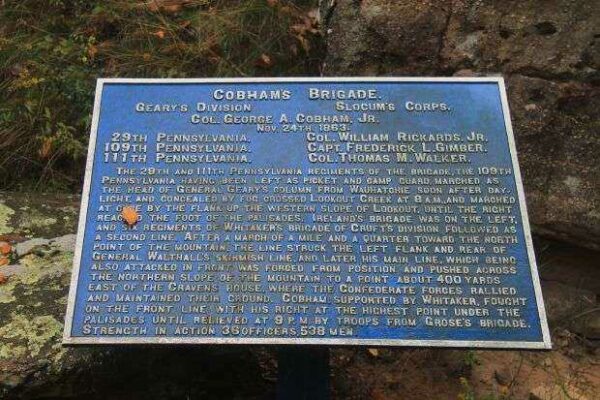 COBHAMS BRIGADE.
GEARY'S DIVISION SLOCUM'S CORPS.
COL. GEORGE A. COBHAM, JR.
NOV. 24TH 1863.
29TH PENNSYLVANIA. COL. WILLIAM RICKARDS, JR.
109TH PENNSYLVANIA. CAPT. FREDERICK L. GIMBER.
111TH PENNSYLVANIA. COL. THOMAS M. WALKER.
THE 29TH AND 111TH PENNSYLVANIA REGIMENTS OF THE BRIGADE, THE 109TH
PENNSYLVANIA HAVING BEEN LEFT AS PICKET AND CAMP GUARD, MARCHED AS
THE HEAD OF GENERAL GEARY'S COLUMN FROM WAUHATCHIE SOON AFTER DAY-
LIGHT, AND CONCEALED BY FOG CROSSED LOOKOUT CREEK AT 8 A.M., AND MARCHED
AT ONCE BY THE FLANK UP THE WESTERN SLOPE OF LOOKOUT, UNTIL THE RIGHT
REACHED THE FOOT OF THE PALISADES. IRELAND'S BRIGADE WAS ON THE LEFT,
AND SIX REGIMENTS OF WHITAKER'S BRIGADE OF CRUFT'S DIVISION, FOLLOWED AS
A SECOND LINE. AFTER A MARCH OF A MILE AND A QUARTER TOWARD THE NORTH
POINT OF THE MOUNTAIN, THE LINE STRUCK THE LEFT FLANK AND REAR OF
GENERAL WALTHALL'S SKIRMISH LINE, AND LATER HIS MAIN LINE, WHICH BEING
ALSO ATTACKED IN FRONT, WAS FORCED FROM POSITION AND PUSHED ACROSS
THE NORTHERN SLOPE OF THE MOUNTAIN, TO A POINT ABOUT 400 YARDS
EAST OF THE CRAVENS HOUSE, WHERE THE CONFEDERATE FORCES RALLIED
AND MAINTAINED THEIR GROUND. COBHAM, SUPPORTED BY WHITAKER, FOUGHT
ON THE FRONT LINE, WITH HIS RIGHT AT THE HIGHEST POINT UNDER THE
PALISADES UNTIL RELIEVED AT 9 P.M. BY TROOPS FROM GROSE'S BRIGADE.
STRENGTH IN ACTION 36 OFFICERS, 538 MEN.